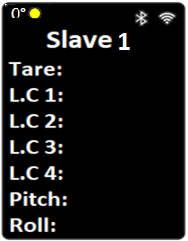 0°
Slave 1
Tare:
L.C 1:
L.C 2:
L.C 3:
L.C 4:
Pitch:
Roll: